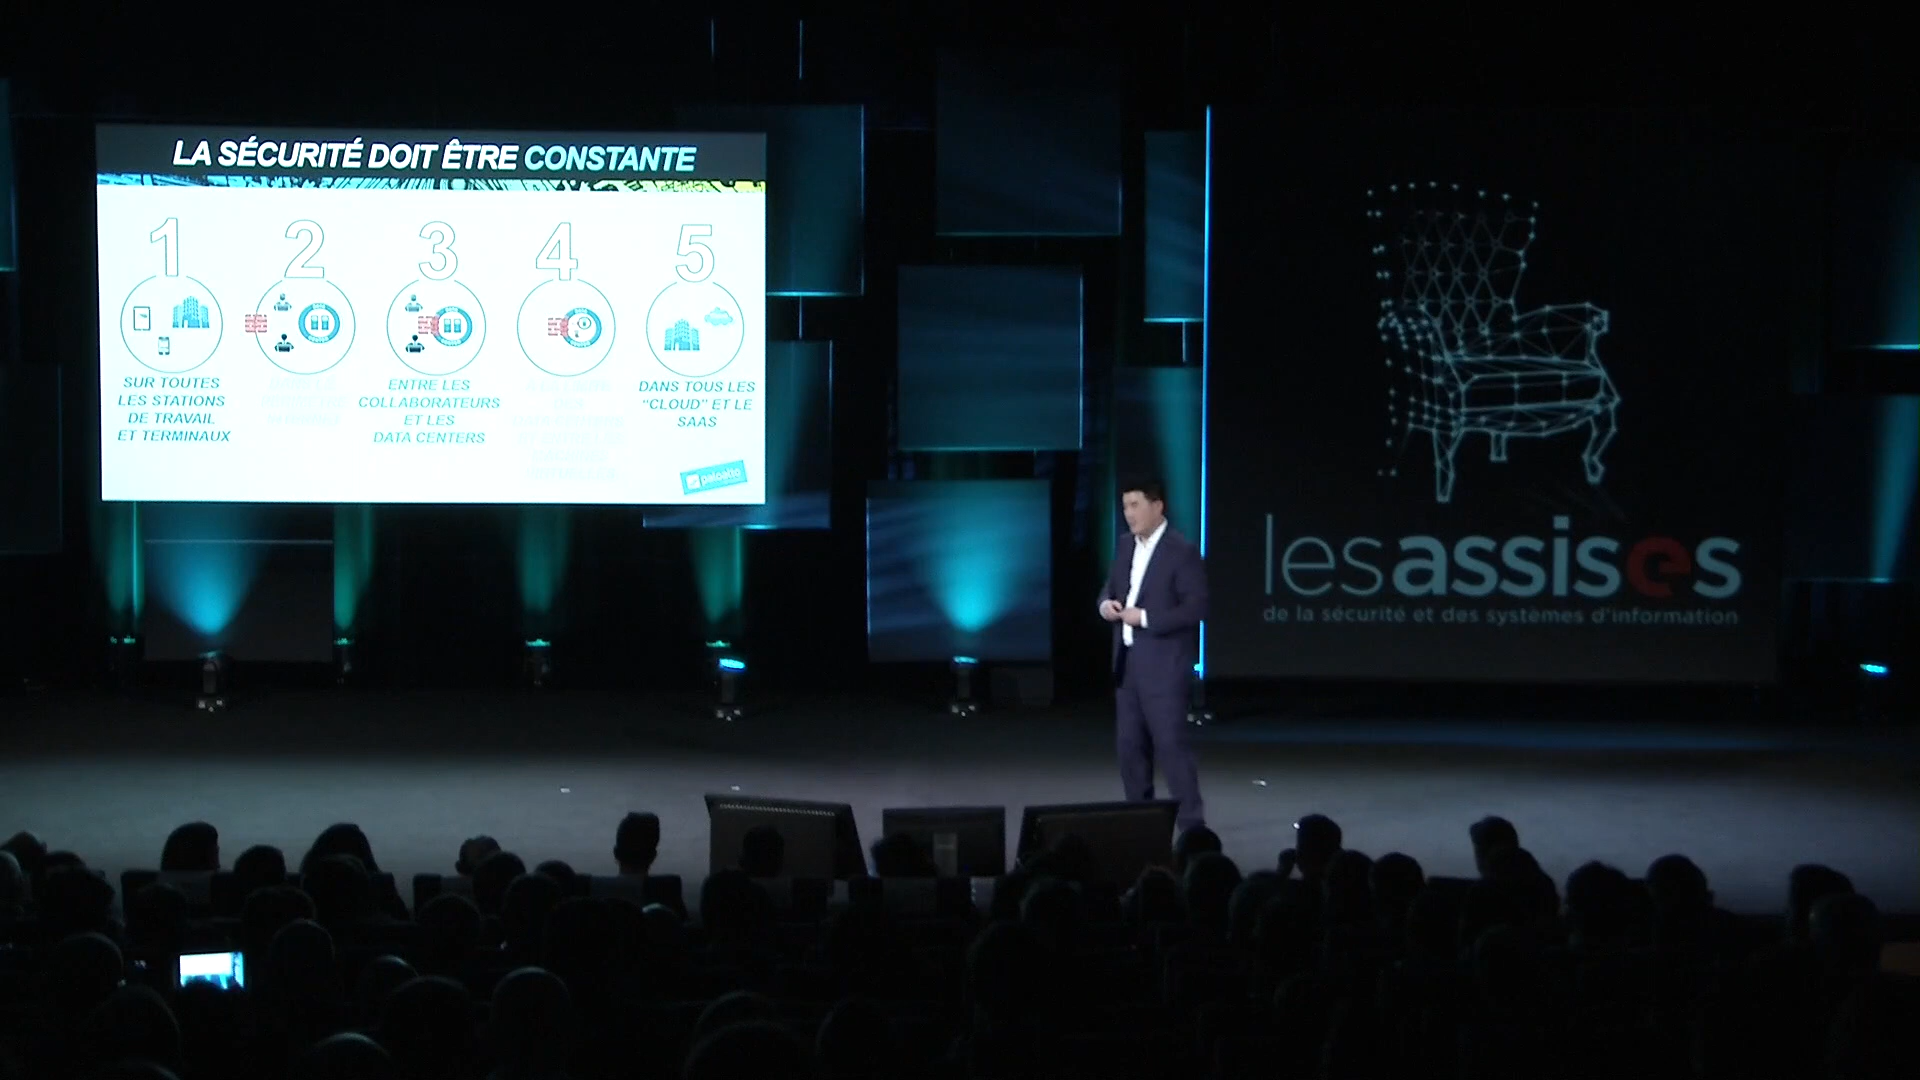 LA SÉCURITÉ DOIT ÊTRE CONSTANTE
1
2
3
4
5
SUR TOUTES
LES STATIONS
DE TRAVAIL
ET TERMINAUX
ENTRE LES
COLLABORATEURS
ET LES
DATA CENTERS
DANS TOUS LES
"CLOUD" ET LE
SAAS
paloalto
lesassises
de la sécurité et des systèmes d'information